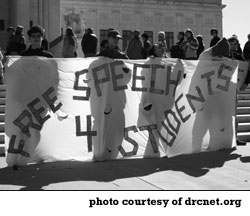 FREE SPEECH
4 STUDENTS
photo courtesy of drcnet.org